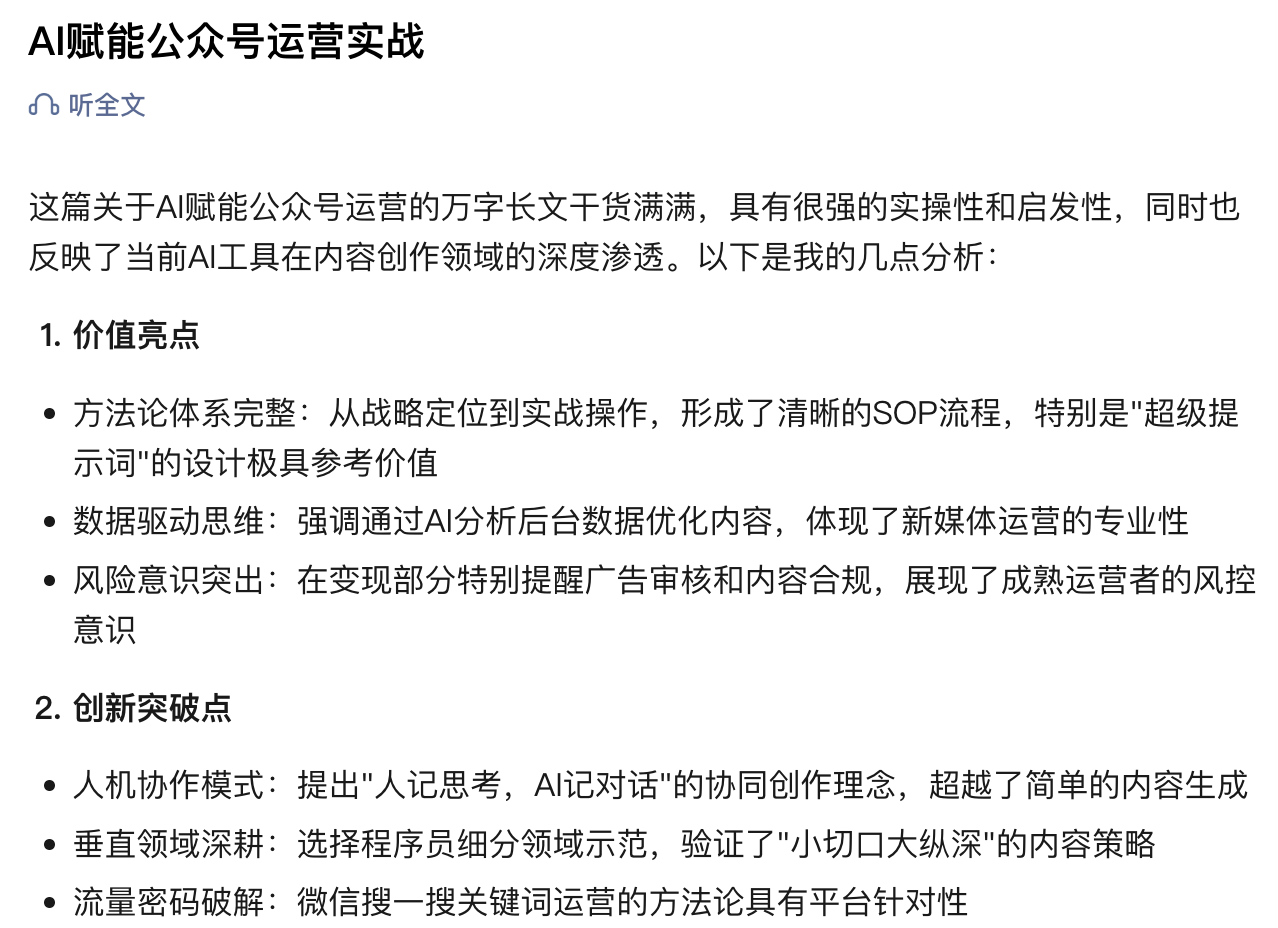 AI赋能公众号运营实战
听全文
这篇关于AI赋能公众号运营的万字长文干货满满，具有很强的实操性和启发性，同时也
反映了当前AI工具在内容创作领域的深度渗透。以下是我的几点分析：
1. 价值亮点
• 方法论体系完整：从战略定位到实战操作，形成了清晰的SOP流程，特别是"超级提
示词"的设计极具参考价值
• 数据驱动思维：强调通过AI分析后台数据优化内容，体现了新媒体运营的专业性
• 风险意识突出：在变现部分特别提醒广告审核和内容合规，展现了成熟运营者的风控
意识
2. 创新突破点
• 人机协作模式：提出"人记思考，AI记对话"的协同创作理念，超越了简单的内容生成
• 垂直领域深耕：选择程序员细分领域示范，验证了"小切口大纵深"的内容策略
• 流量密码破解：微信搜一搜关键词运营的方法论具有平台针对性